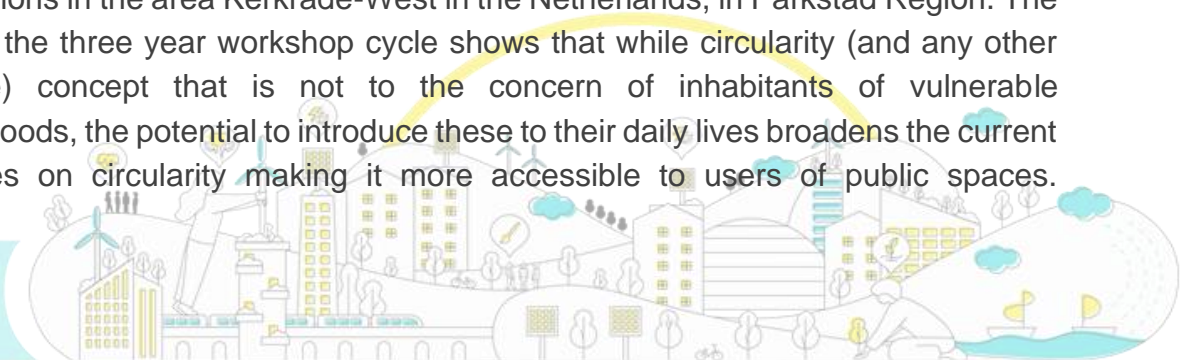 ions in the area Kerkrade-West in the Netherlands, in Parkstad Region. The
the three year workshop cycle shows that while circularity (and any other
) concept that is not to the concern of inhabitants of vulnerable
oods, the potential to introduce these to their daily lives broadens the current
es on circularity making it more accessible to users of public spaces.